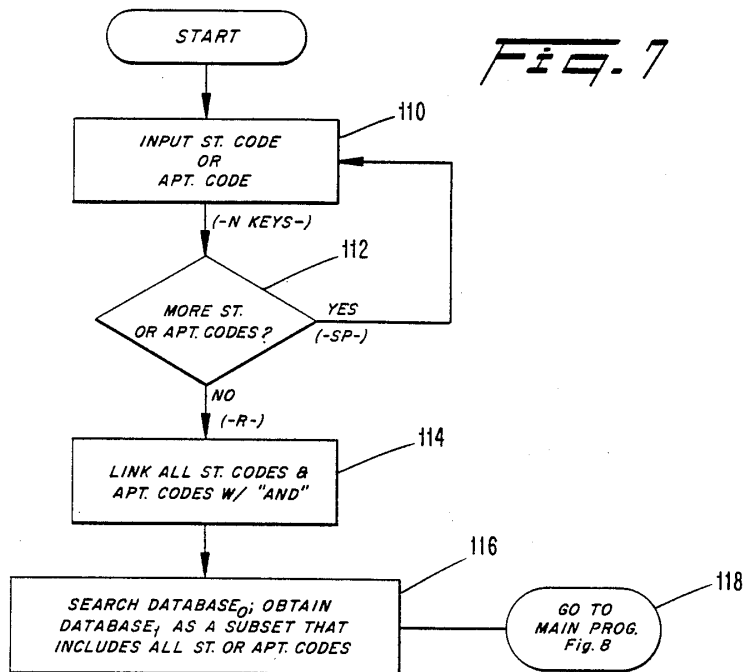 START
Fig. 7
110
INPUT ST. CODE
OR
APT. CODE
(-N KEYS-)
112
MORE ST.
OR APT. CODES?
YES
(-SP-)
NO
(-R-)
114
LINK ALL ST. CODES &
APT. CODES W/ "AND"
116
SEARCH DATABASE₀; OBTAIN
DATABASE₁ AS A SUBSET THAT
INCLUDES ALL ST. OR APT. CODES
118
GO TO
MAIN PROG.
Fig. 8